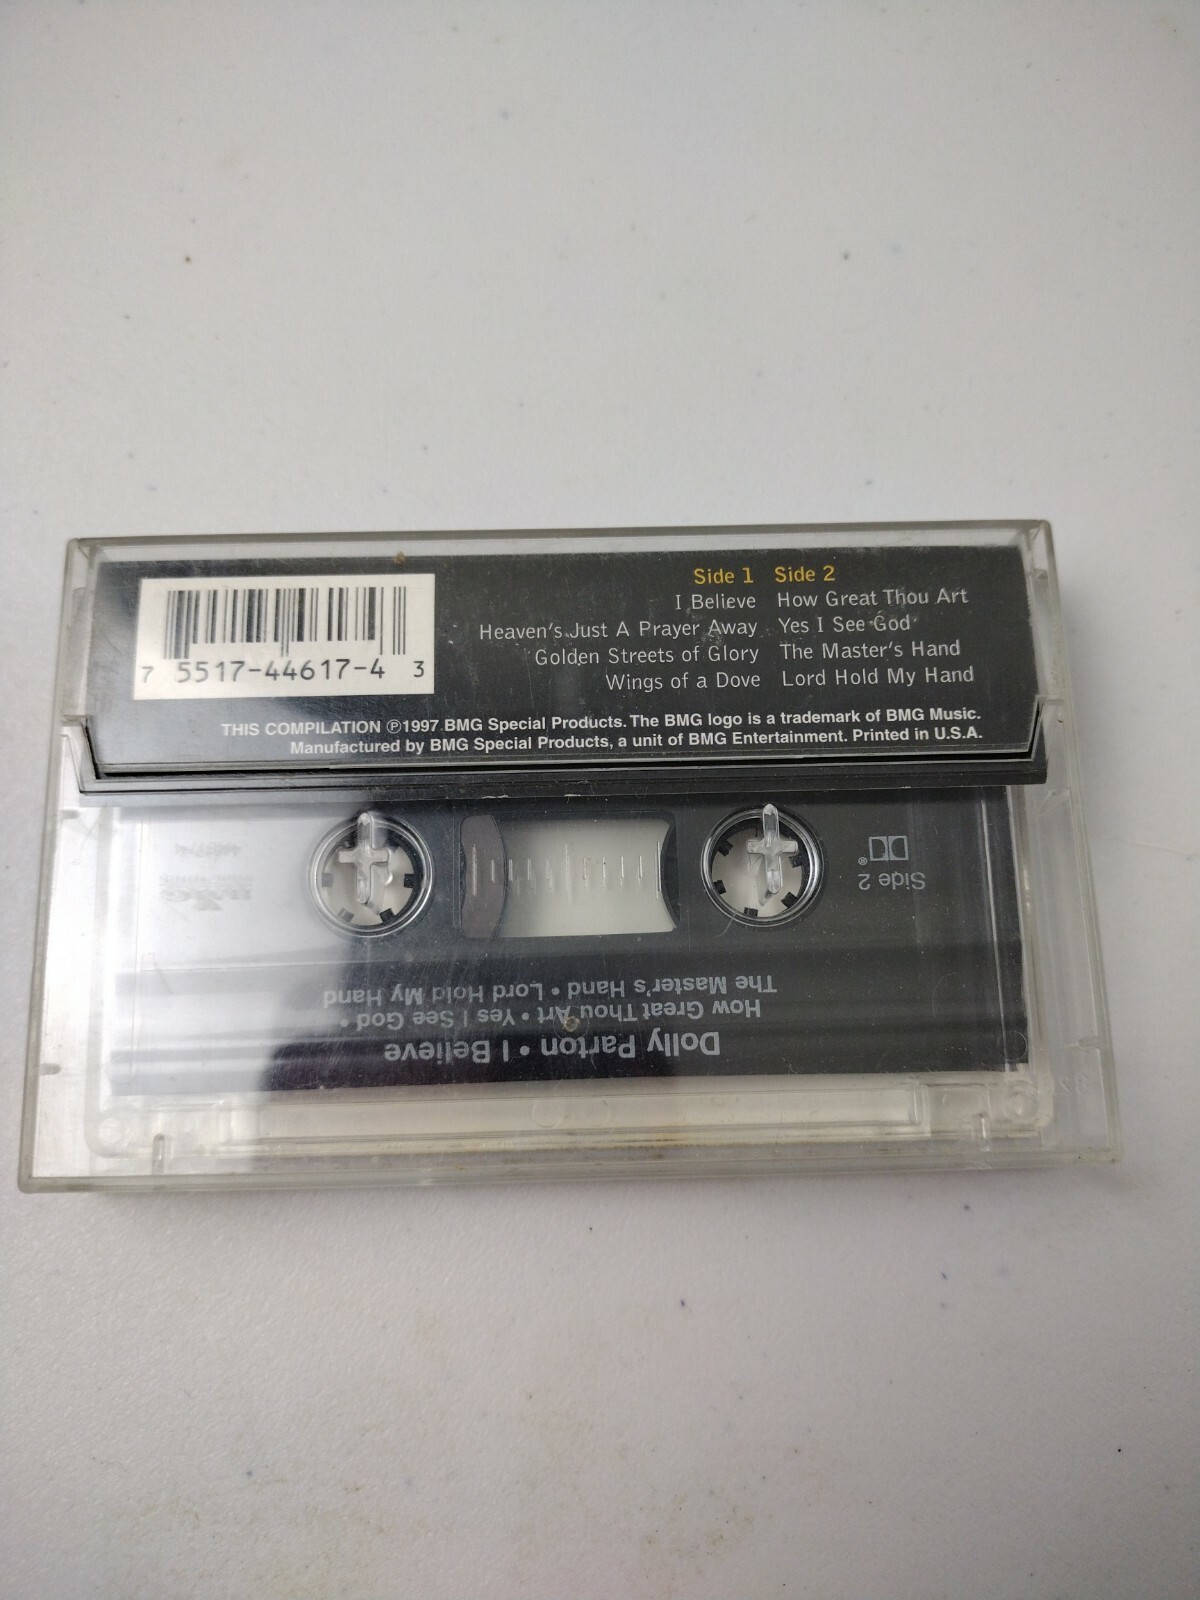 Side 1 Side 2
I Believe How Great Thou Art
Heaven's Just A Prayer Away Yes I See God
Golden Streets of Glory The Master's Hand
Wings of a Dove Lord Hold My Hand
7 5517-44617-4 3
THIS COMPILATION ℗1997 BMG Special Products. The BMG logo is a trademark of BMG Music.
Manufactured by BMG Special Products, a unit of BMG Entertainment. Printed in U.S.A.
Dolly Parton • I Believe
How Great Thou Art • Yes I See God •
The Master's Hand • Lord Hold My Hand
Side 2 ®